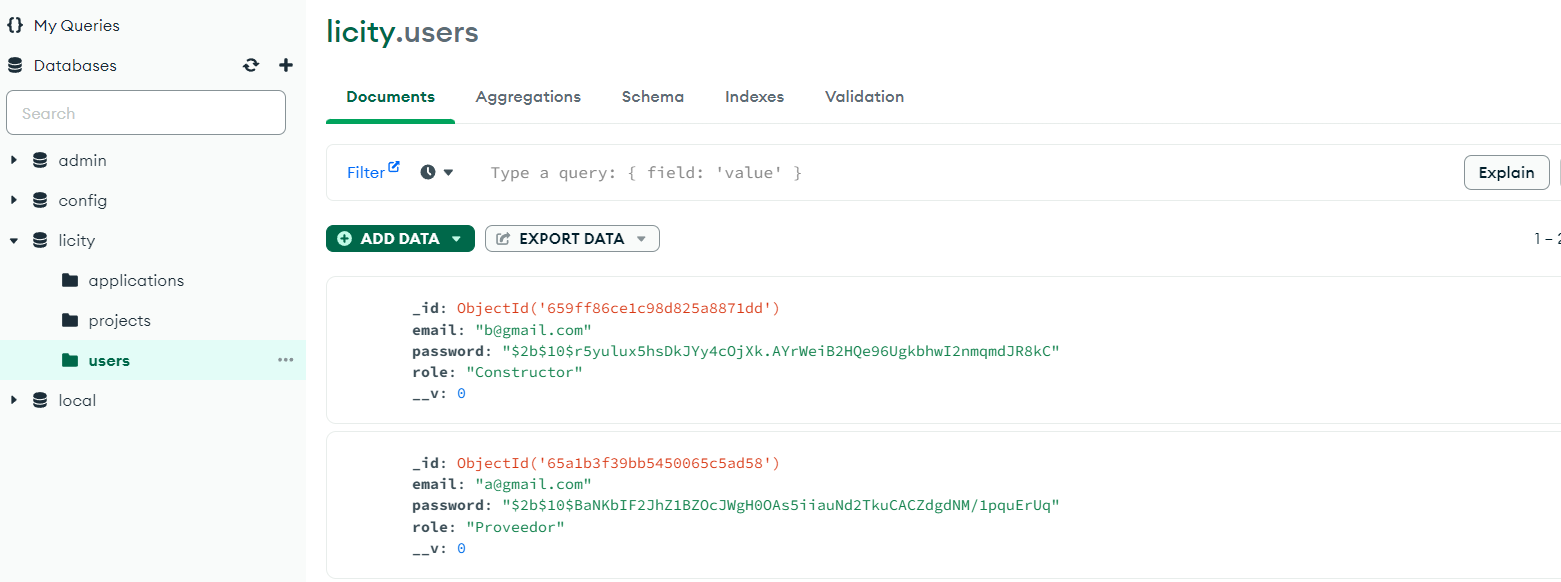 My Queries
Databases
Search
admin
config
licity
applications
projects
users
local
licity.users
Documents Aggregations Schema Indexes Validation
Filter Type a query: { field: 'value' } Explain
ADD DATA EXPORT DATA 1 – 2
_id: ObjectId('659ff86ce1c98d825a8871dd')
email: "b@gmail.com"
password: "$2b$10$r5yulux5hsDkJYy4cOjXk.AYrWeiB2HQe96UgkbhwI2nmqmdJR8kC"
role: "Constructor"
__v: 0
_id: ObjectId('65a1b3f39bb5450065c5ad58')
email: "a@gmail.com"
password: "$2b$10$BaNKbIF2JhZ1BZOcJWgH0OAs5iiauNd2TkuCACZdgdNM/1pquErUq"
role: "Proveedor"
__v: 0